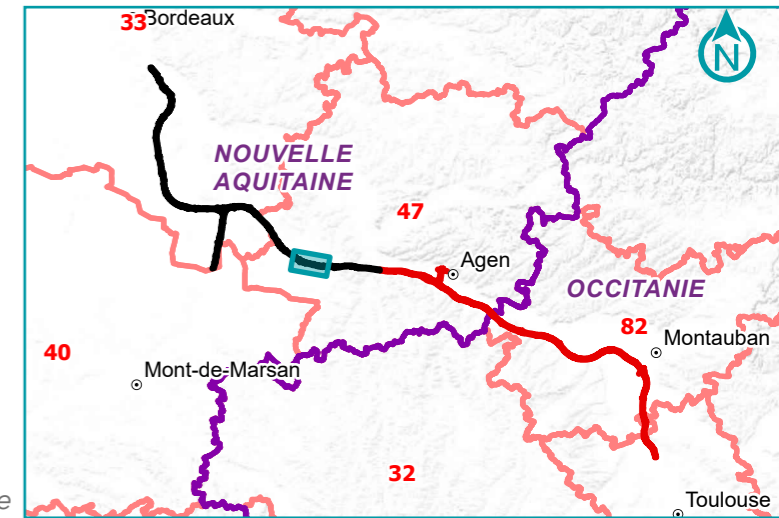 33
Bordeaux
N
NOUVELLE
AQUITAINE
47
Agen
OCCITANIE
82
Montauban
40
Mont-de-Marsan
32
Toulouse